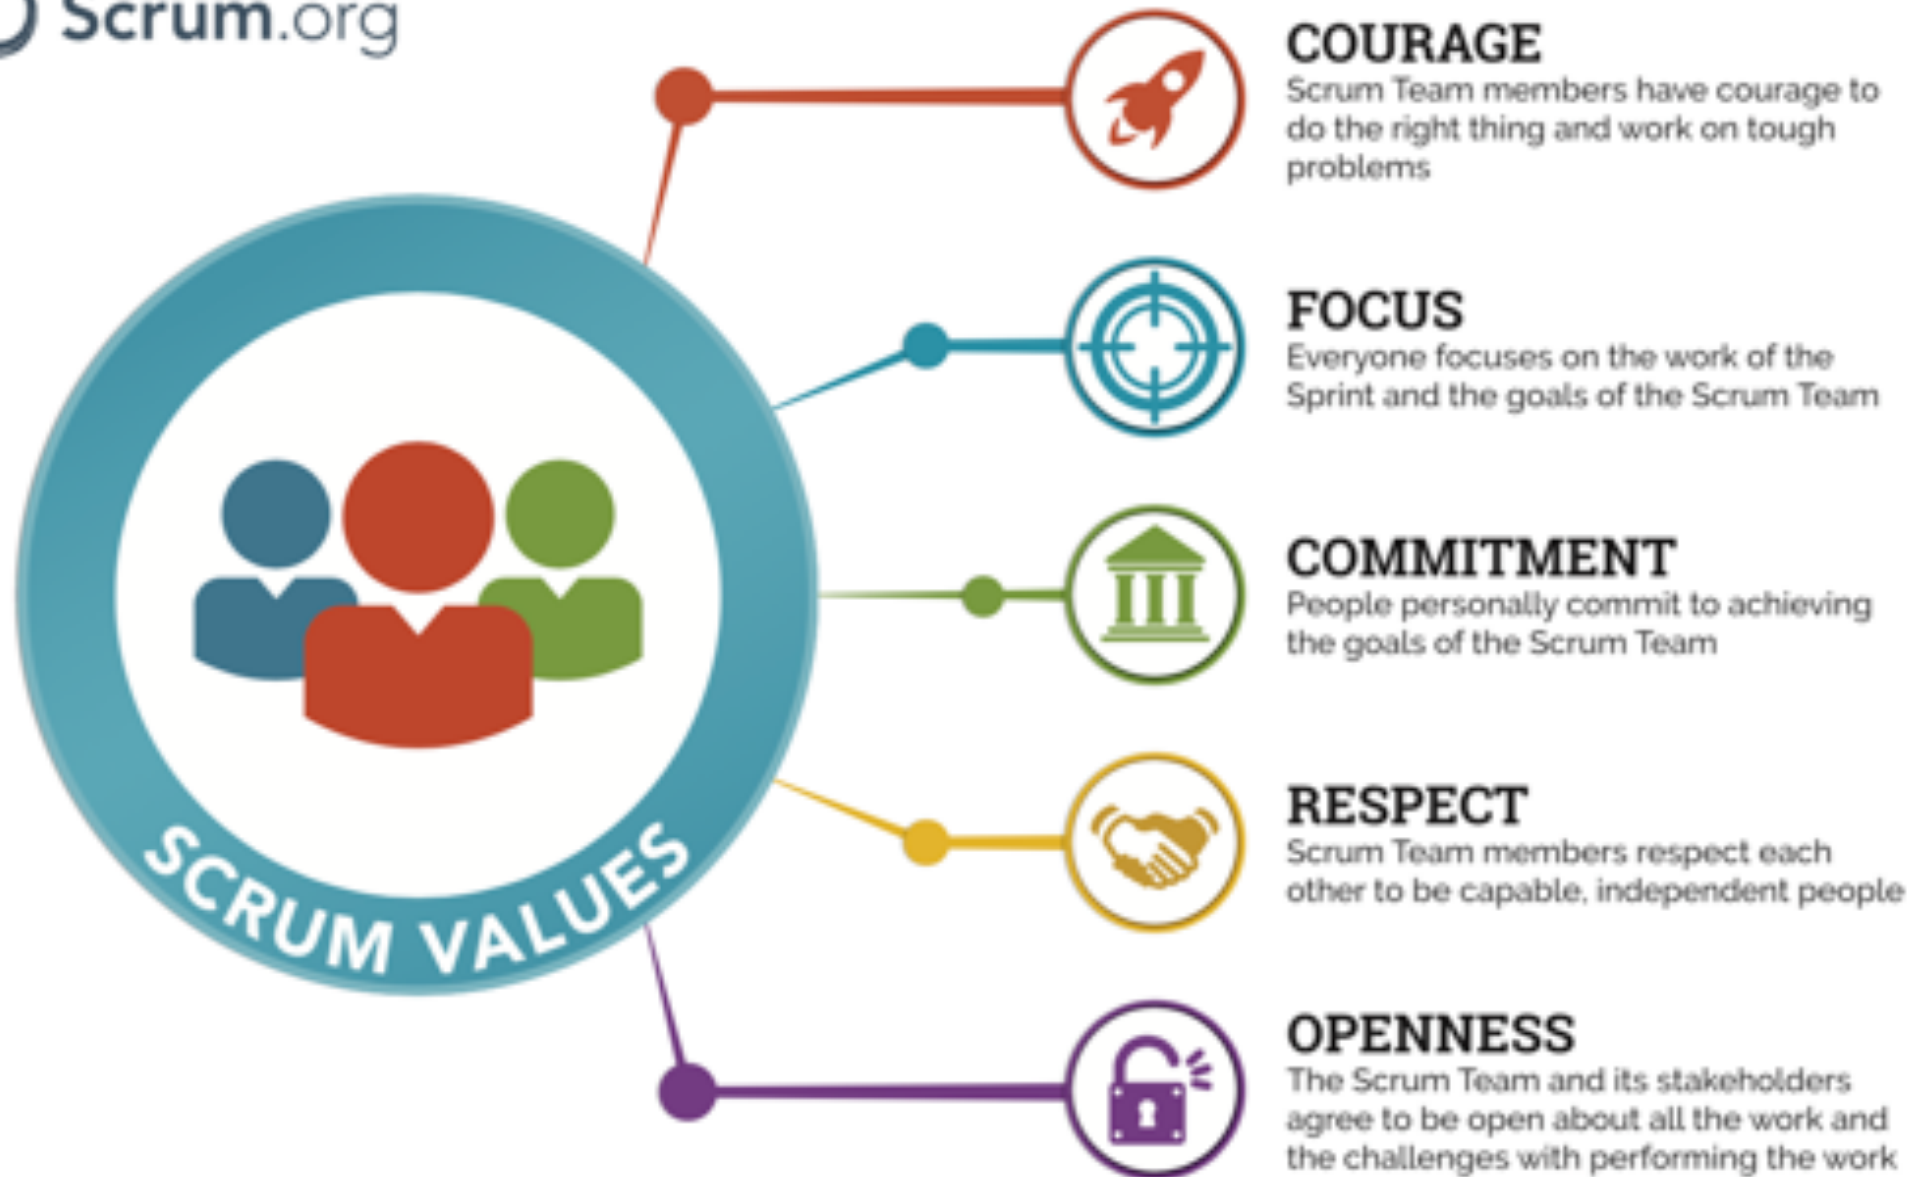 Scrum.org
COURAGE
Scrum Team members have courage to
do the right thing and work on tough
problems
FOCUS
Everyone focuses on the work of the
Sprint and the goals of the Scrum Team
COMMITMENT
People personally commit to achieving
the goals of the Scrum Team
RESPECT
Scrum Team members respect each
other to be capable, independent people
OPENNESS
The Scrum Team and its stakeholders
agree to be open about all the work and
the challenges with performing the work
SCRUM VALUES